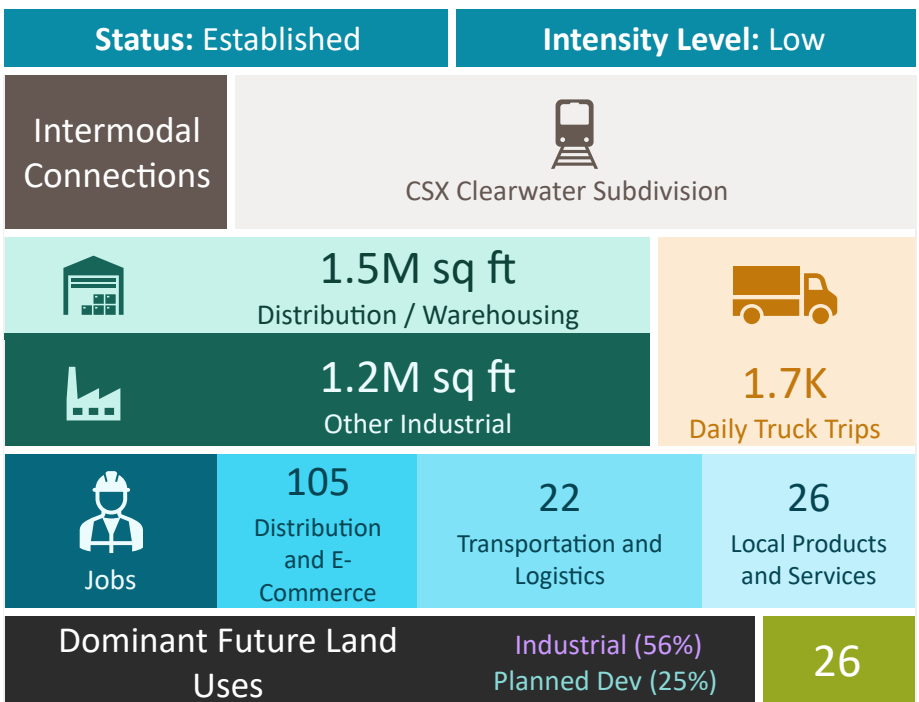 Status: Established
Intensity Level: Low
Intermodal
Connections
CSX Clearwater Subdivision
1.5M sq ft
Distribution / Warehousing
1.2M sq ft
Other Industrial
1.7K
Daily Truck Trips
Jobs
105
Distribution
and E-
Commerce
22
Transportation and
Logistics
26
Local Products
and Services
Dominant Future Land
Uses
Industrial (56%)
Planned Dev (25%)
26